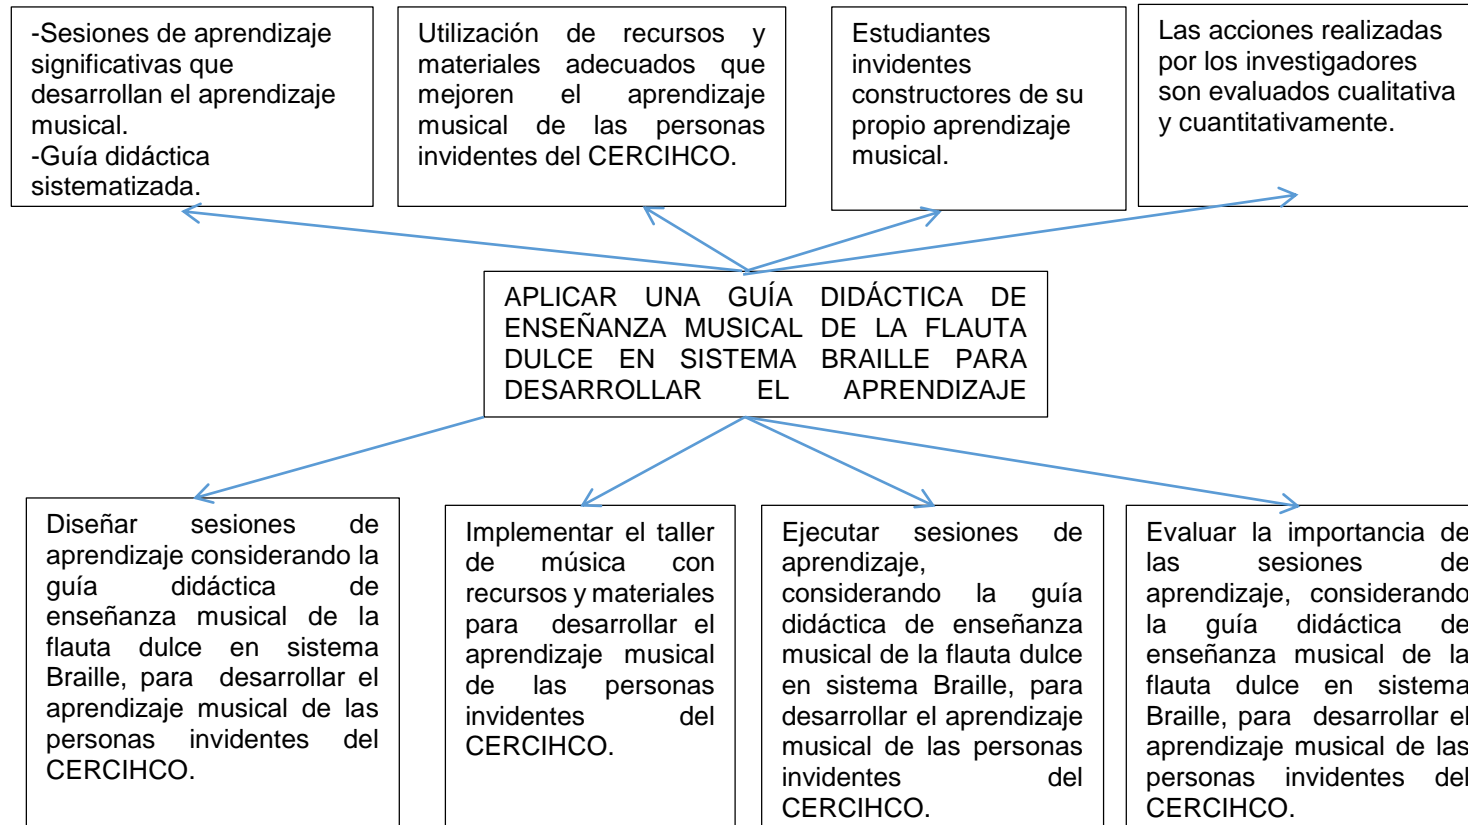 -Sesiones de aprendizaje
significativas que
desarrollan el aprendizaje
musical.
-Guía didáctica
sistematizada.
Utilización de recursos y
materiales adecuados que
mejoren el aprendizaje
musical de las personas
invidentes del CERCIHCO.
Estudiantes
invidentes
constructores de su
propio aprendizaje
musical.
Las acciones realizadas
por los investigadores
son evaluados cualitativa
y cuantitativamente.
APLICAR UNA GUÍA DIDÁCTICA DE
ENSEÑANZA MUSICAL DE LA FLAUTA
DULCE EN SISTEMA BRAILLE PARA
DESARROLLAR EL APRENDIZAJE
Diseñar sesiones de
aprendizaje considerando la
guía didáctica de
enseñanza musical de la
flauta dulce en sistema
Braille, para desarrollar el
aprendizaje musical de las
personas invidentes del
CERCIHCO.
Implementar el taller
de música con
recursos y materiales
para desarrollar el
aprendizaje musical
de las personas
invidentes del
CERCIHCO.
Ejecutar sesiones de
aprendizaje,
considerando la guía
didáctica de enseñanza
musical de la flauta dulce
en sistema Braille, para
desarrollar el aprendizaje
musical de las personas
invidentes del
CERCIHCO.
Evaluar la importancia de
las sesiones de
aprendizaje, considerando
la guía didáctica de
enseñanza musical de la
flauta dulce en sistema
Braille, para desarrollar el
aprendizaje musical de las
personas invidentes del
CERCIHCO.